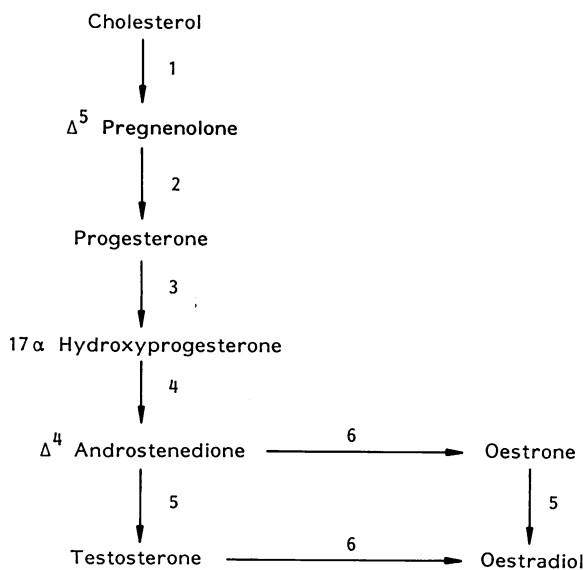 Cholesterol
1
Δ5 Pregnenolone
2
Progesterone
3
17α Hydroxyprogesterone
4
Δ4 Androstenedione
6
Oestrone
5
5
Testosterone
6
Oestradiol